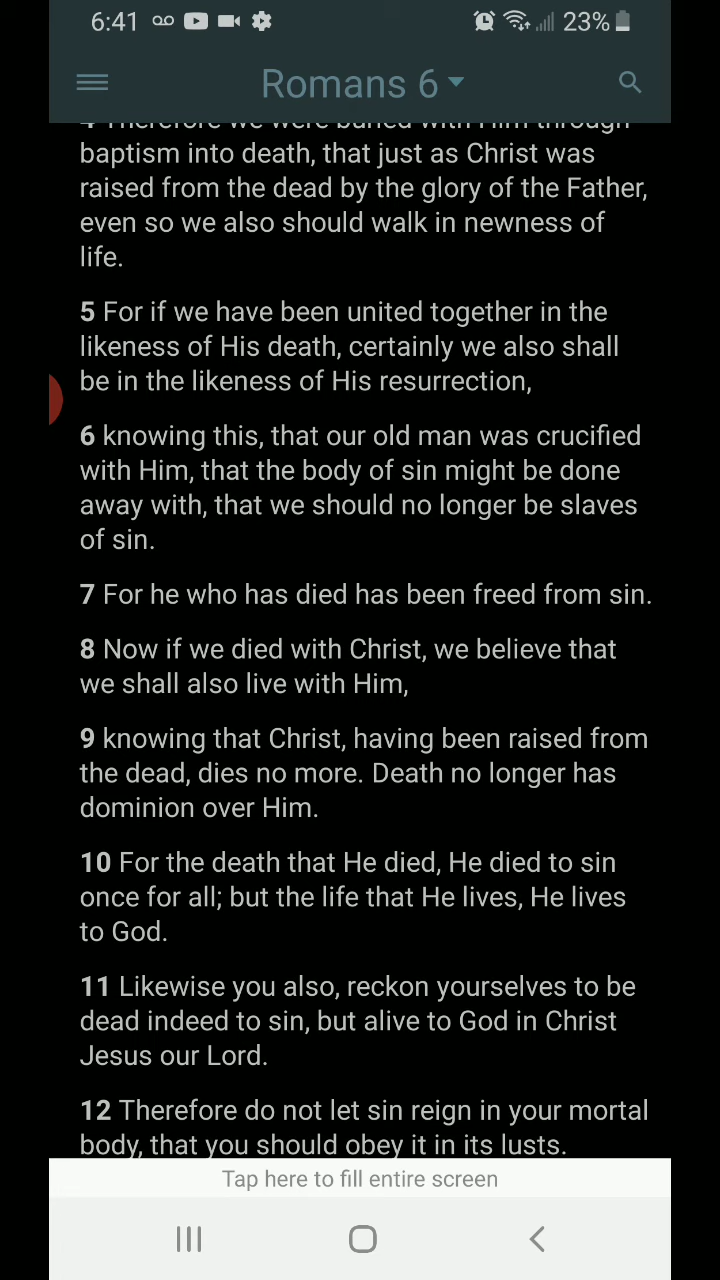 6:41 23%
Romans 6
4 Therefore we were buried with Him through
baptism into death, that just as Christ was
raised from the dead by the glory of the Father,
even so we also should walk in newness of
life.
5 For if we have been united together in the
likeness of His death, certainly we also shall
be in the likeness of His resurrection,
6 knowing this, that our old man was crucified
with Him, that the body of sin might be done
away with, that we should no longer be slaves
of sin.
7 For he who has died has been freed from sin.
8 Now if we died with Christ, we believe that
we shall also live with Him,
9 knowing that Christ, having been raised from
the dead, dies no more. Death no longer has
dominion over Him.
10 For the death that He died, He died to sin
once for all; but the life that He lives, He lives
to God.
11 Likewise you also, reckon yourselves to be
dead indeed to sin, but alive to God in Christ
Jesus our Lord.
12 Therefore do not let sin reign in your mortal
body, that you should obey it in its lusts.
Tap here to fill entire screen